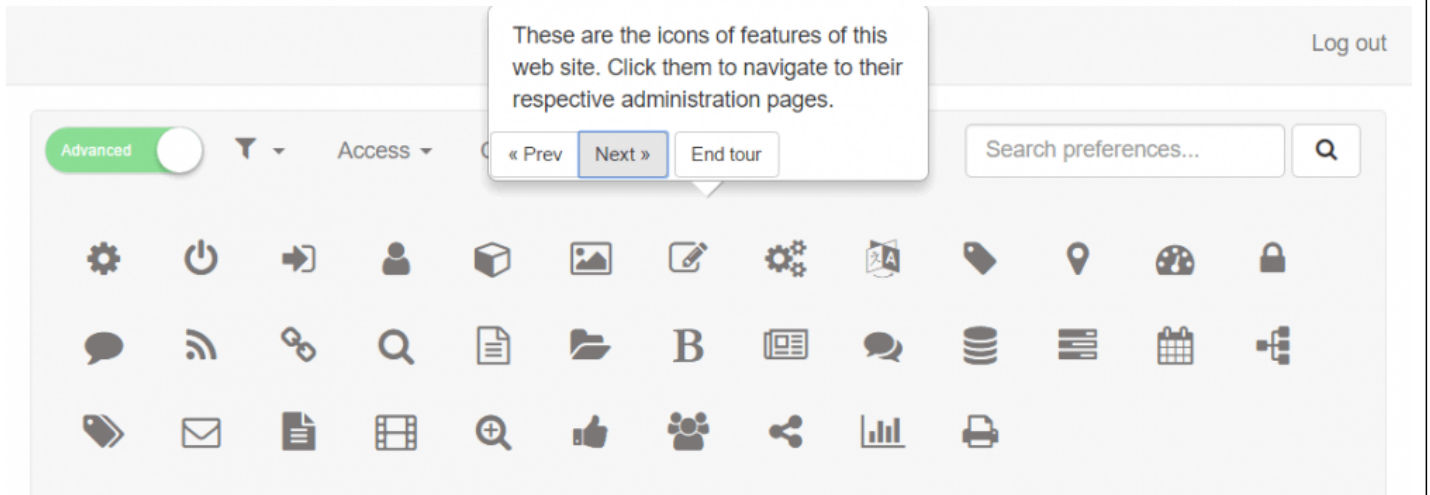 These are the icons of features of this
web site. Click them to navigate to their
respective administration pages.
Log out
« Prev Next » End tour
Advanced Access Search preferences...
A
B